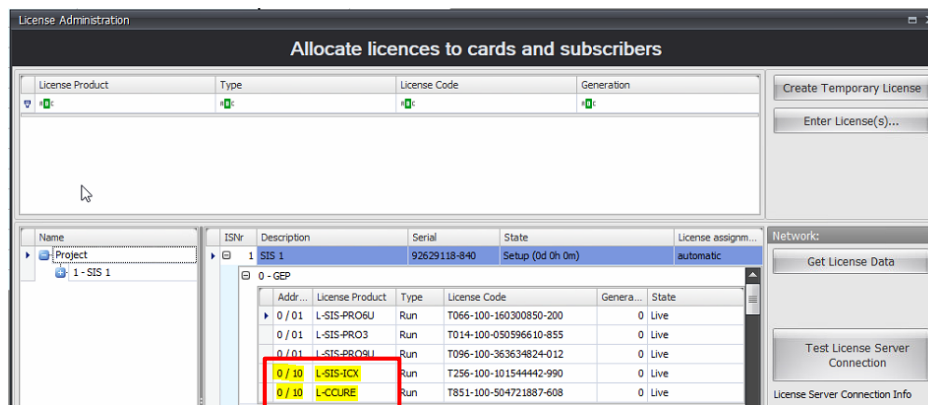 License Administration
Allocate licences to cards and subscribers
License Product Type License Code Generation
Create Temporary License
Enter License(s)...
Name
Project
1 - SIS 1
ISNr Description Serial State License assignm...
1 SIS 1 92629118-840 Setup (0d 0h 0m) automatic
0 - GEP
Addr... License Product Type License Code Genera... State
0 / 01 L-SIS-PRO6U Run T066-100-160300850-200 0 Live
0 / 01 L-SIS-PRO3 Run T014-100-050596610-855 0 Live
0 / 01 L-SIS-PRO9U Run T096-100-363634824-012 0 Live
0 / 10 L-SIS-ICX Run T256-100-101544442-990 0 Live
0 / 10 L-CCURE Run T851-100-504721887-608 0 Live
Network:
Get License Data
Test License Server
Connection
License Server Connection Info